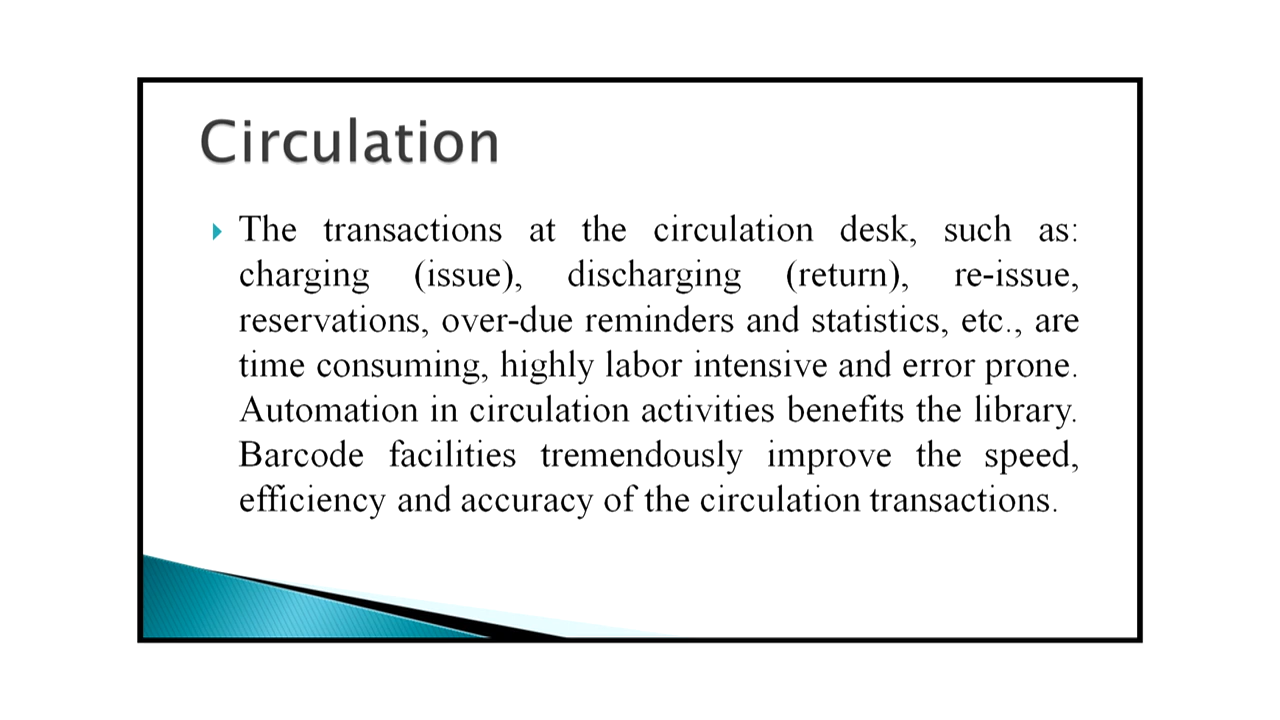 Circulation
The transactions at the circulation desk, such as:
charging (issue), discharging (return), re-issue,
reservations, over-due reminders and statistics, etc., are
time consuming, highly labor intensive and error prone.
Automation in circulation activities benefits the library.
Barcode facilities tremendously improve the speed,
efficiency and accuracy of the circulation transactions.